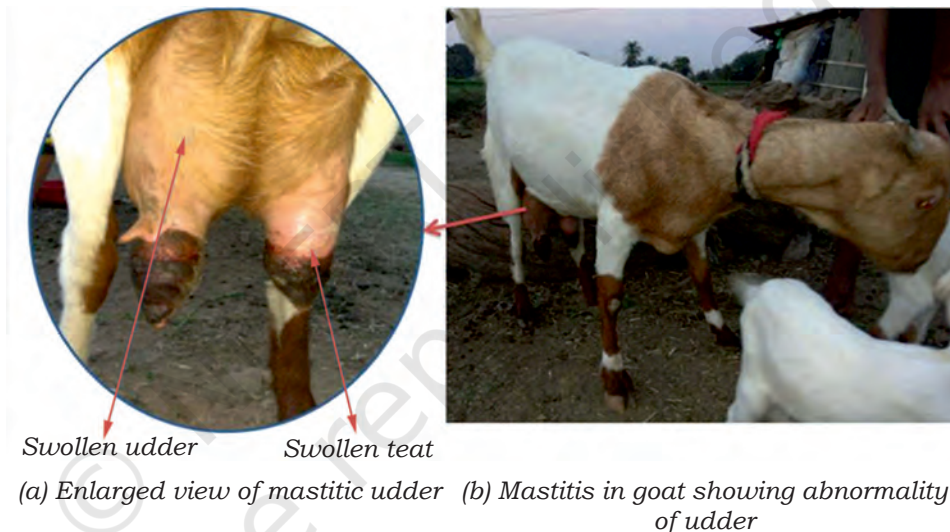 Swollen udder
Swollen teat
(a) Enlarged view of mastitic udder
(b) Mastitis in goat showing abnormality
of udder